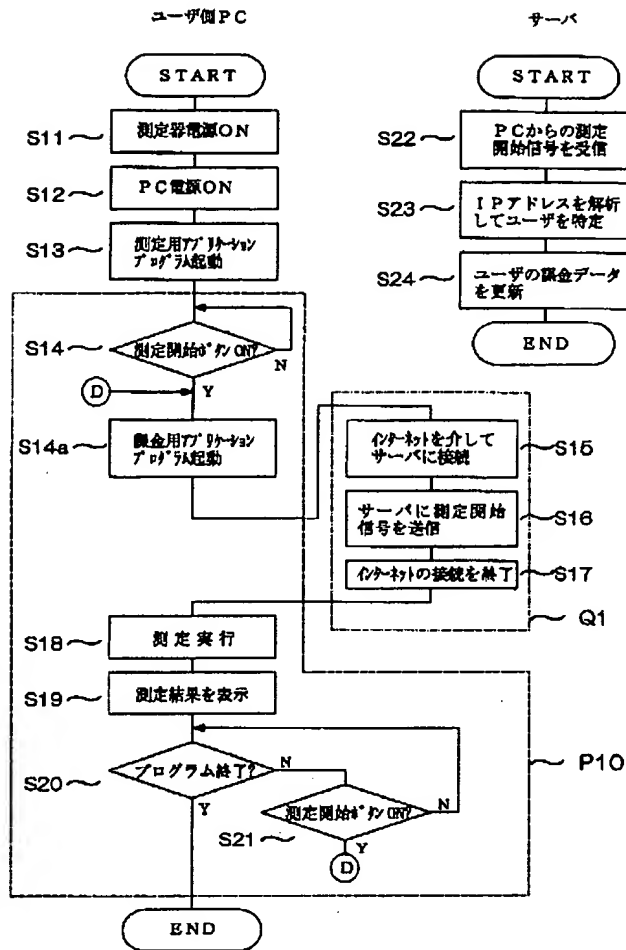 ユーザ側PC
START
S11
測定器電源ON
S12
PC電源ON
S13
測定用アプリケーション
プログラム起動
S14
測定開始ボタンON?
N
D
Y
S14a
課金用アプリケーション
プログラム起動
インターネットを介して
サーバに接続
S15
サーバに測定開始
信号を送信
S16
インターネットの接続を終了
S17
Q1
S18
測定実行
S19
測定結果を表示
S20
プログラム終了?
N
Y
測定開始ボタンON?
N
S21
Y
D
P10
END
サーバ
START
S22
PCからの測定
開始信号を受信
S23
IPアドレスを解析
してユーザを特定
S24
ユーザの課金データ
を更新
END